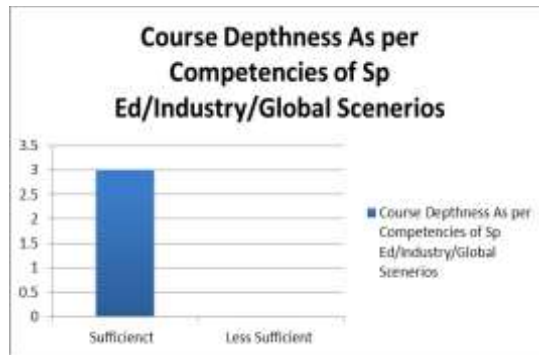 Course Depthness As per
Competencies of Sp
Ed/Industry/Global Scenerios
3.5
3
2.5
2
1.5
1
0.5
0
Sufficienct
Less Sufficient
Course Depthness As per
Competencies of Sp
Ed/Industry/Global
Scenerios